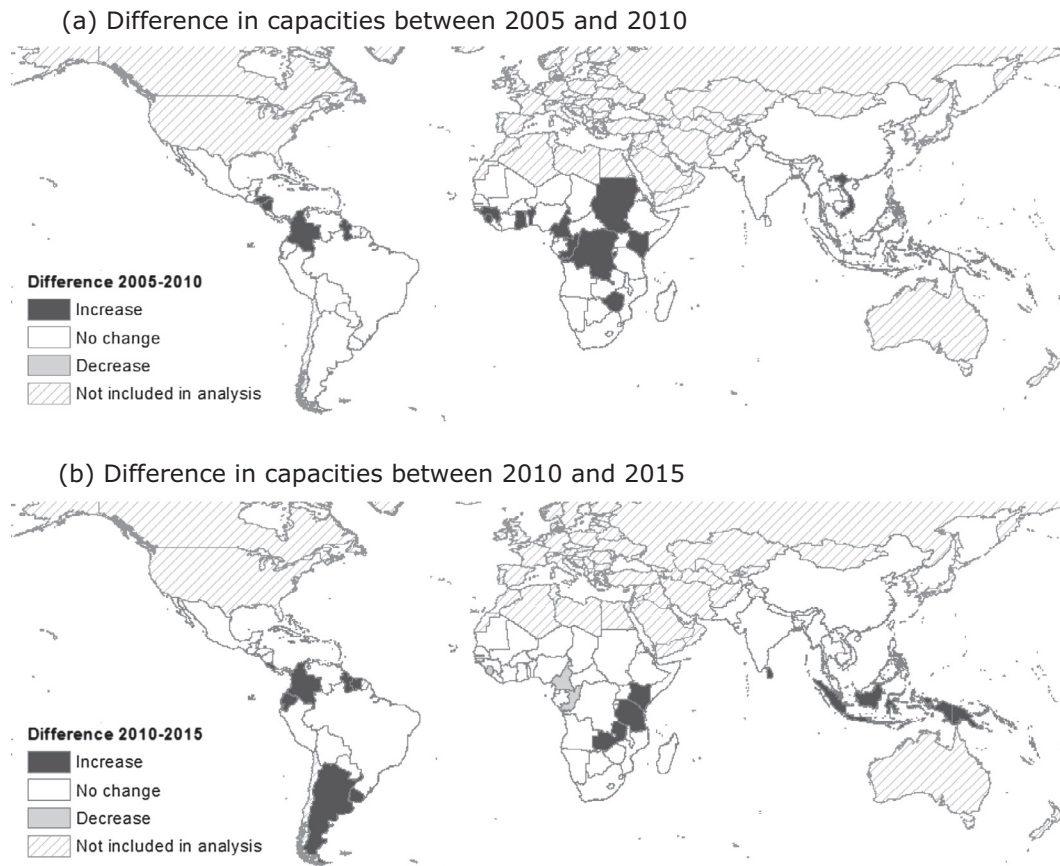 (a) Difference in capacities between 2005 and 2010
Difference 2005-2010
Increase
No change
Decrease
Not included in analysis
(b) Difference in capacities between 2010 and 2015
Difference 2010-2015
Increase
No change
Decrease
Not included in analysis